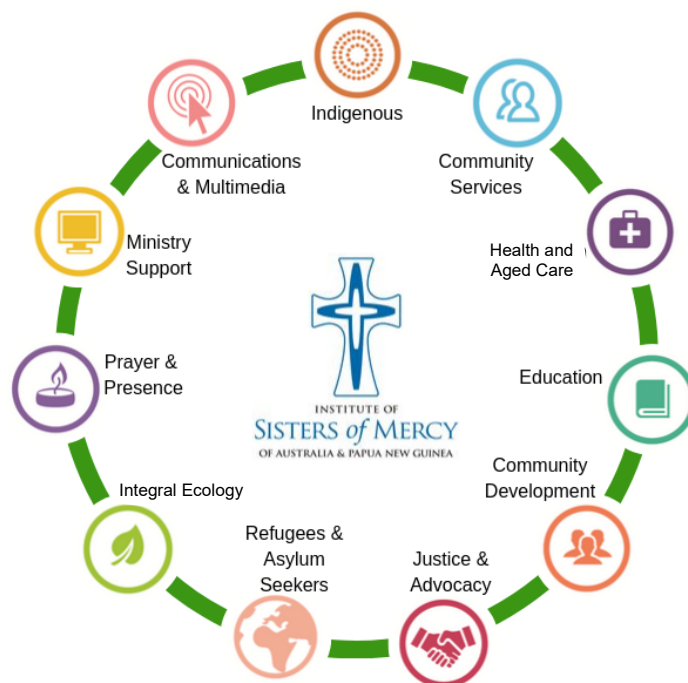 Indigenous
Community
Services
Health and
Aged Care
Education
Community
Development
Justice &
Advocacy
Refugees &
Asylum
Seekers
Integral Ecology
Prayer &
Presence
Ministry
Support
Communications
& Multimedia
INSTITUTE OF
SISTERS of MERCY
OF AUSTRALIA & PAPUA NEW GUINEA